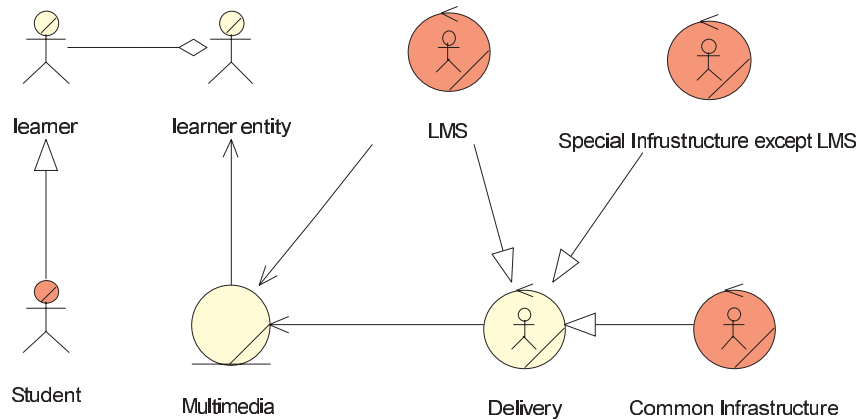 learner
learner entity
LMS
Special Infrustructure except LMS
Student
Multimedia
Delivery
Common Infrastructure